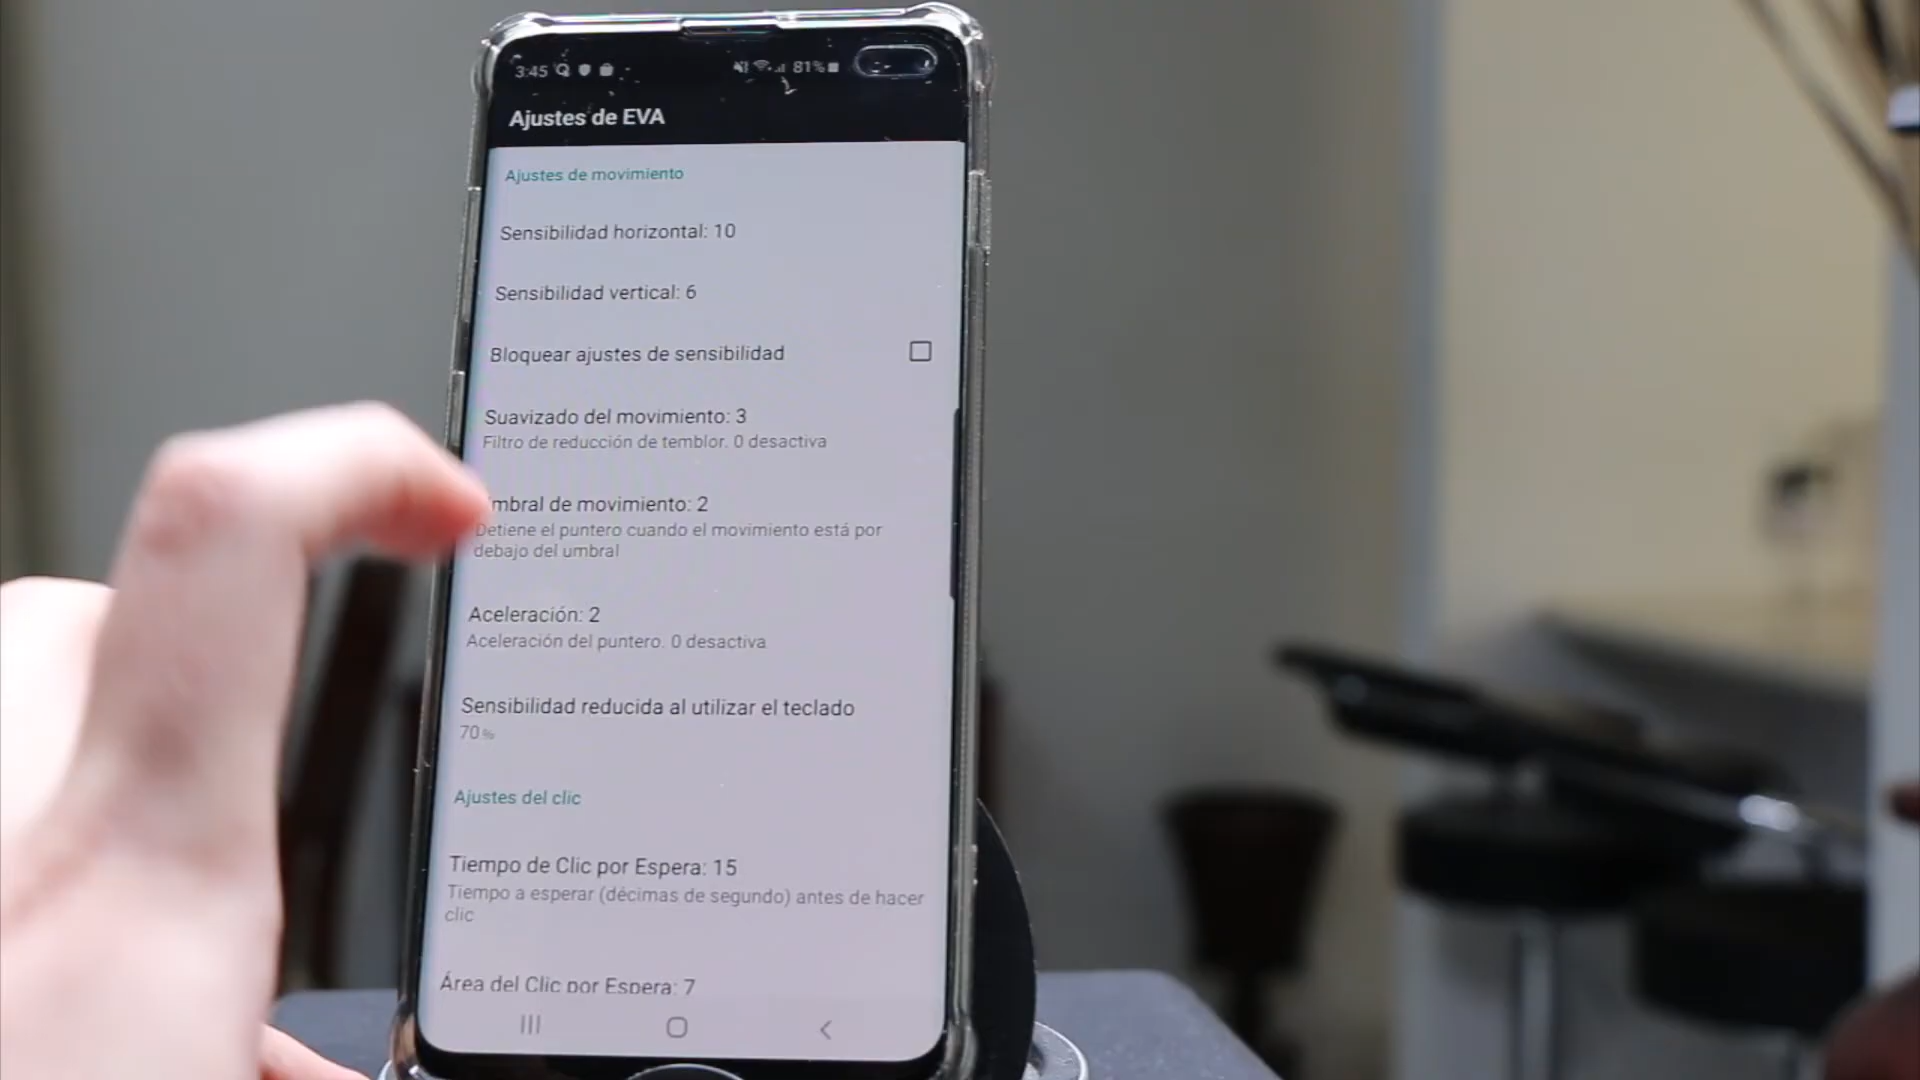 3:45
81%
Ajustes de EVA
Ajustes de movimiento
Sensibilidad horizontal: 10
Sensibilidad vertical: 6
Bloquear ajustes de sensibilidad
Suavizado del movimiento: 3
Filtro de reducción de temblor. 0 desactiva
mbral de movimiento: 2
Detiene el puntero cuando el movimiento está por
debajo del umbral
Aceleración: 2
Aceleración del puntero. 0 desactiva
Sensibilidad reducida al utilizar el teclado
70%
Ajustes del clic
Tiempo de Clic por Espera: 15
Tiempo a esperar (décimas de segundo) antes de hacer
clic
Área del Clic por Espera: 7